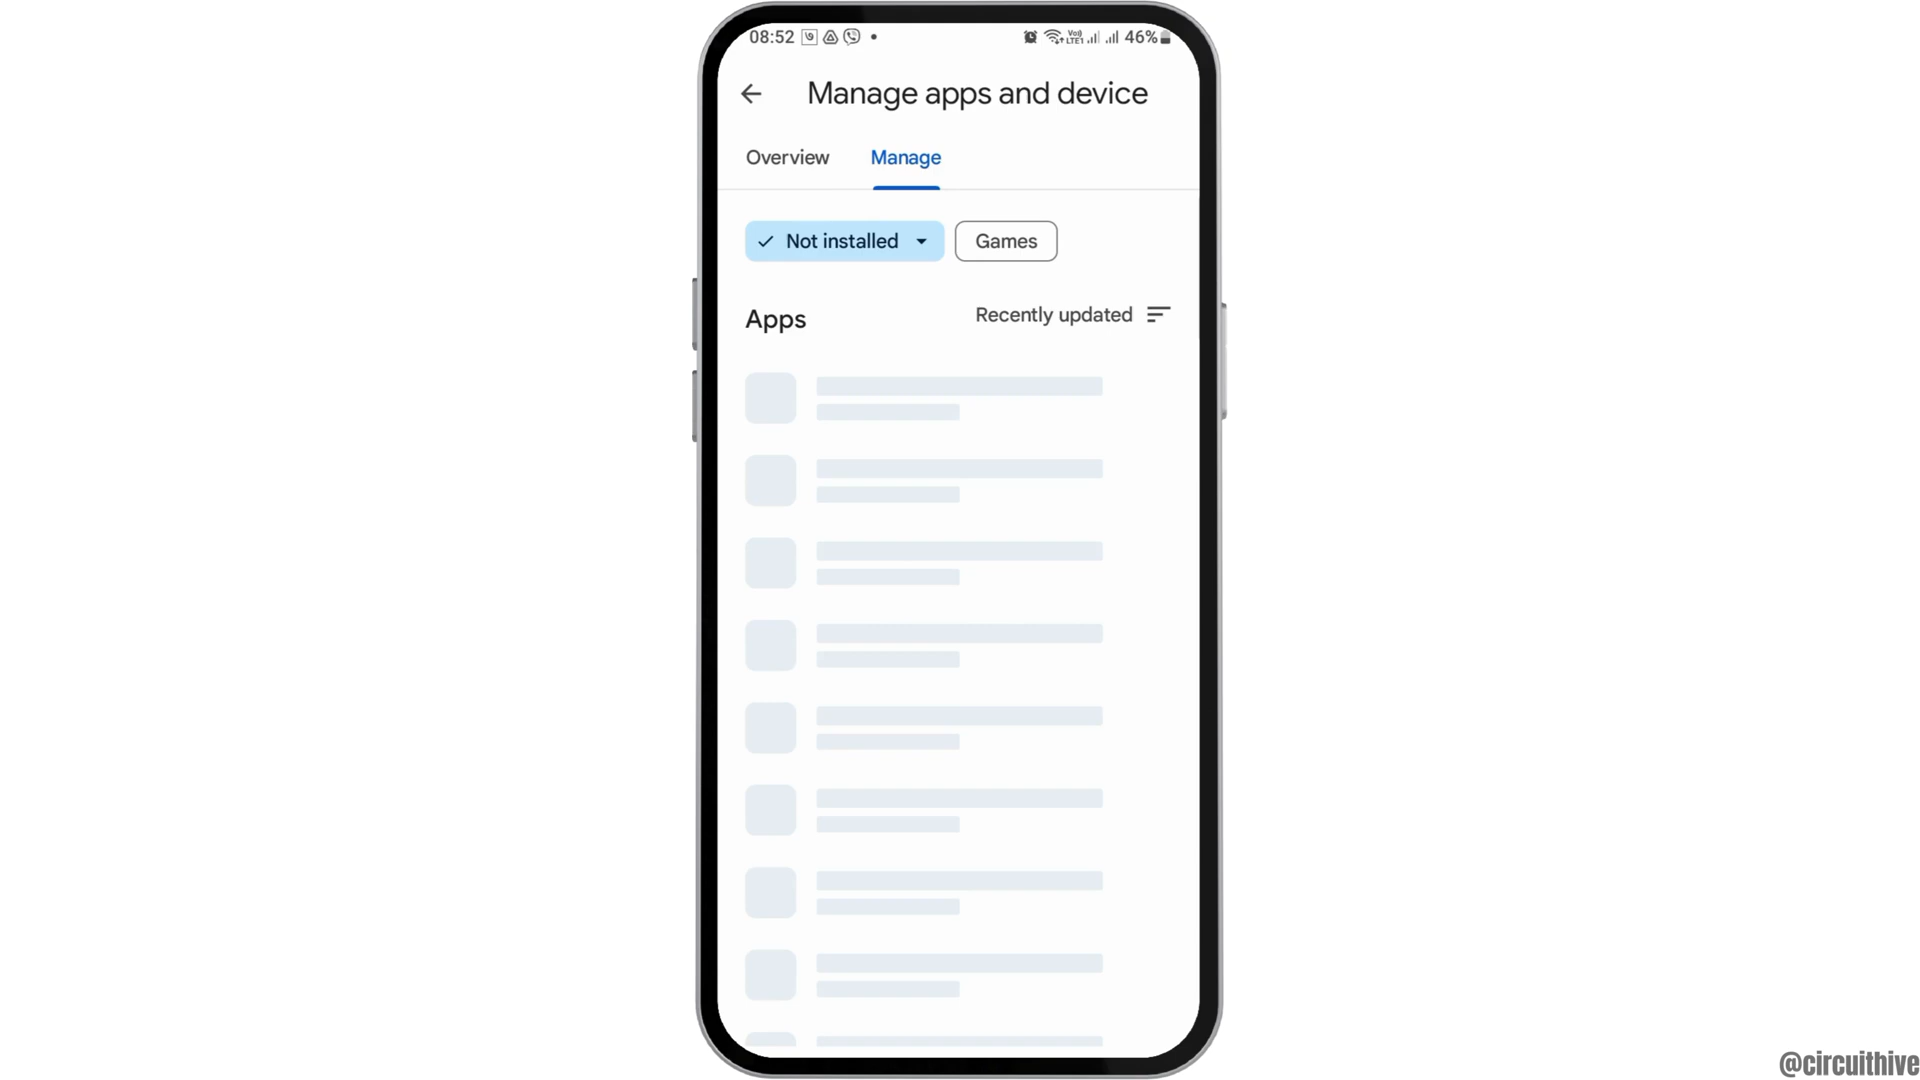 08:52 46%
Manage apps and device
Overview Manage
Not installed Games
Apps Recently updated
@circuithive